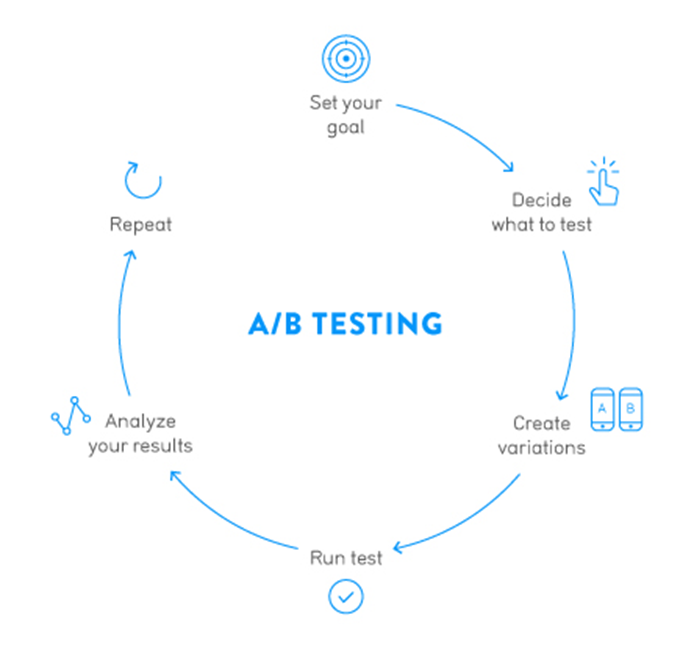 Set your
goal
Decide
what to test
Create
variations
A
B
Run test
Analyze
your results
Repeat
A/B TESTING